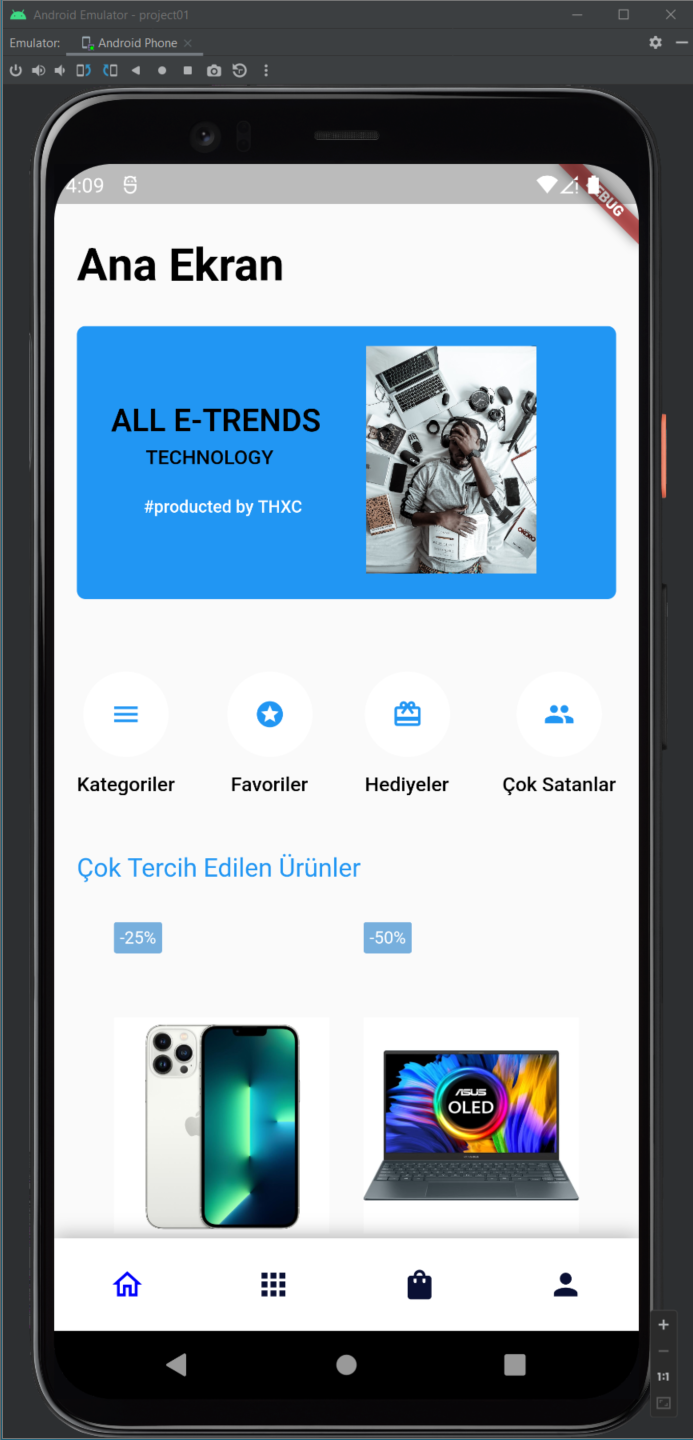 Android Emulator - project01
Emulator: Android Phone
4:09
DEBUG
Ana Ekran
ALL E-TRENDS
TECHNOLOGY
#producted by THXC
Kategoriler Favoriler Hediyeler Çok Satanlar
Çok Tercih Edilen Ürünler
-25% -50%
ASUS
OLED
1:1